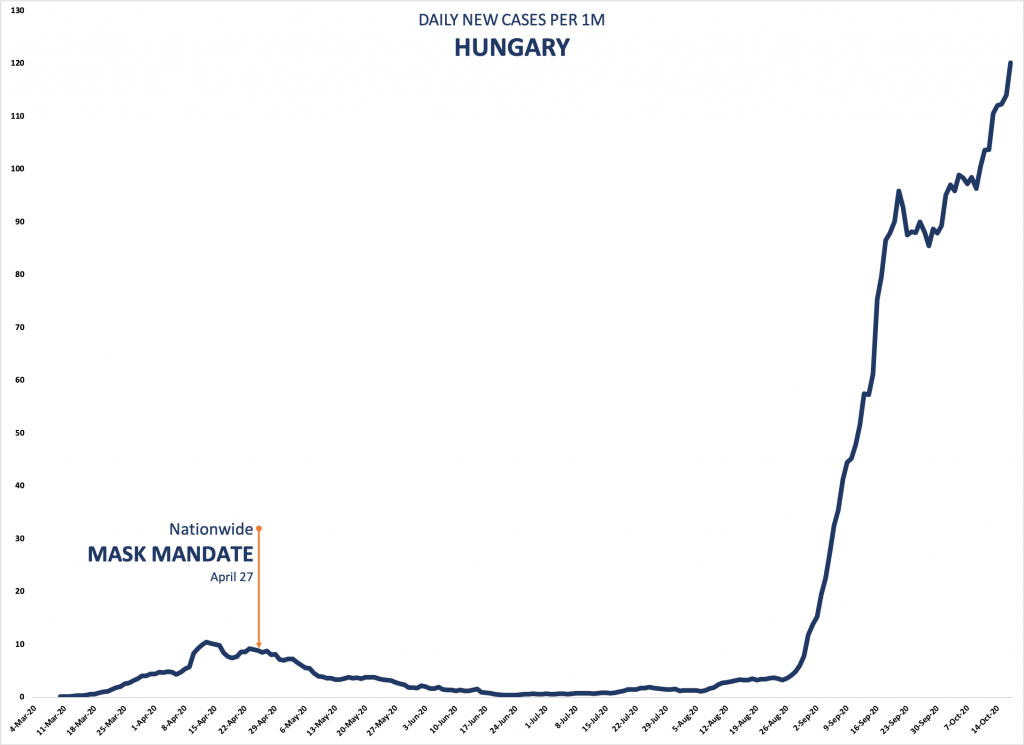 DAILY NEW CASES PER 1M
HUNGARY
130
120
110
100
90
80
70
60
50
40
30
20
10
0
Nationwide
MASK MANDATE
April 27
4-Mar-20
11-Mar-20
18-Mar-20
25-Mar-20
1-Apr-20
8-Apr-20
15-Apr-20
22-Apr-20
29-Apr-20
6-May-20
13-May-20
20-May-20
27-May-20
3-Jun-20
10-Jun-20
17-Jun-20
24-Jun-20
1-Jul-20
8-Jul-20
15-Jul-20
22-Jul-20
29-Jul-20
5-Aug-20
12-Aug-20
19-Aug-20
26-Aug-20
2-Sep-20
9-Sep-20
16-Sep-20
23-Sep-20
30-Sep-20
7-Oct-20
14-Oct-20